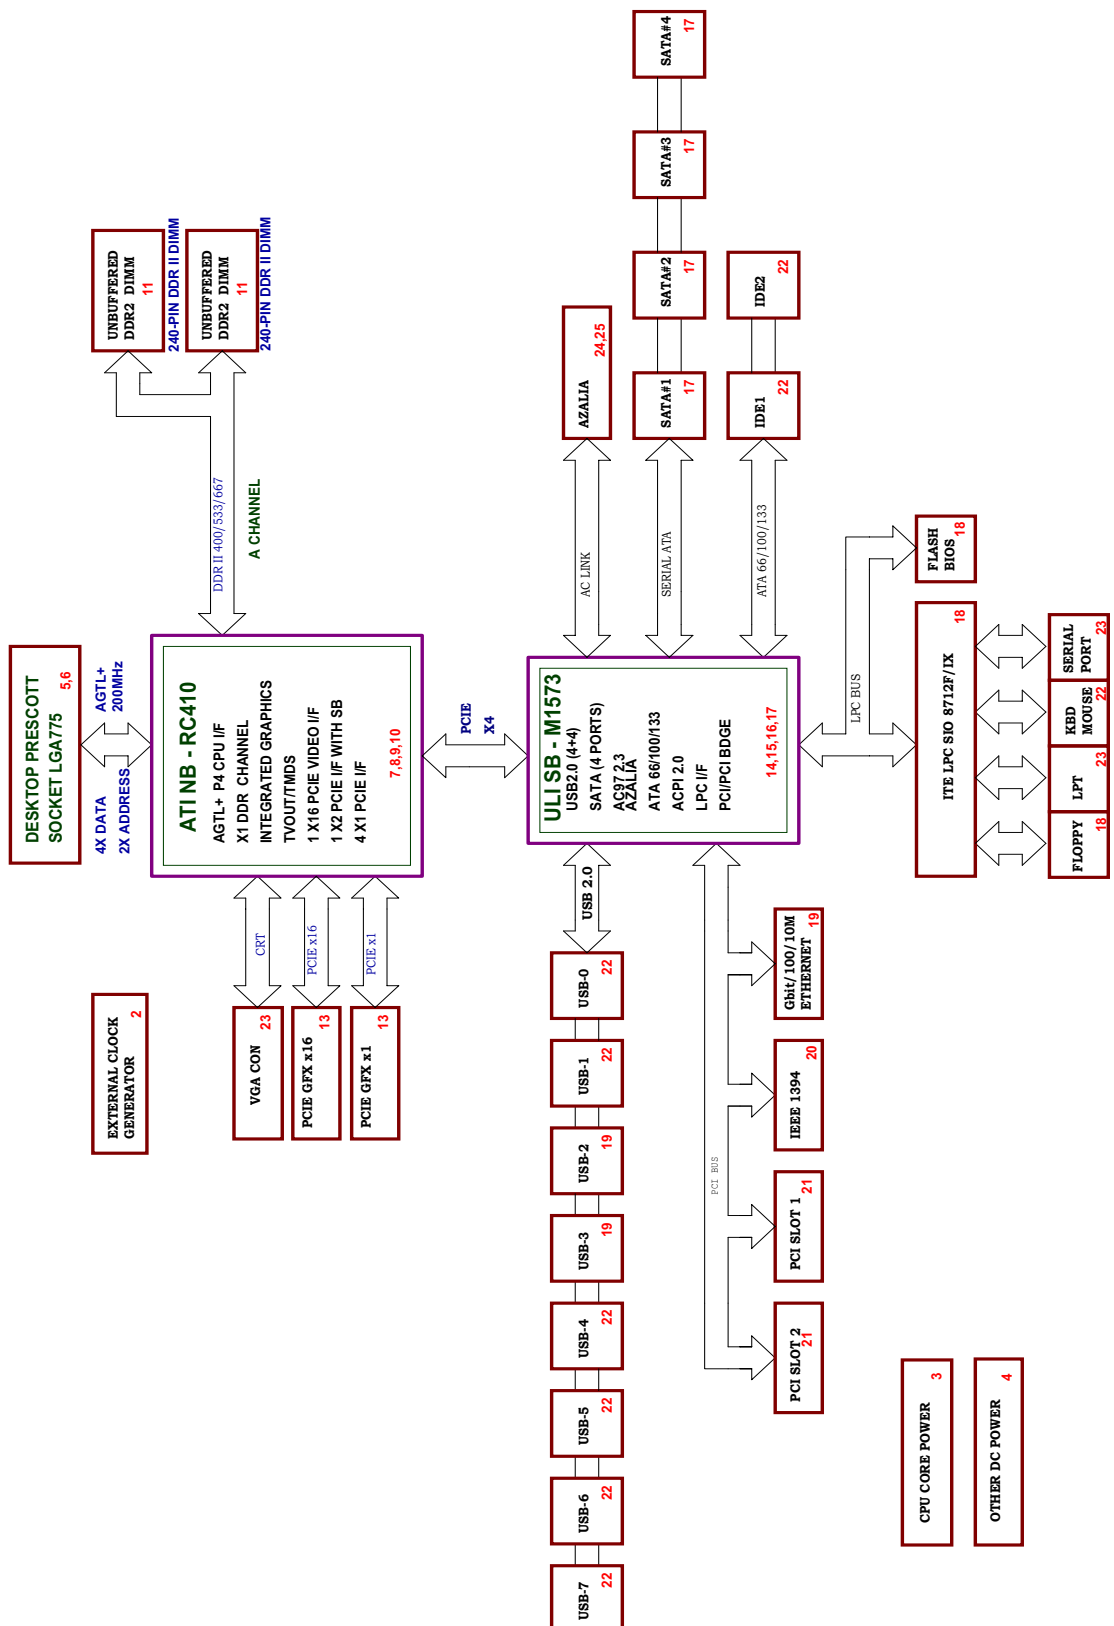 DESKTOP PRESCOTT
SOCKET LGA775
5,6
4X DATA
2X ADDRESS
AGTL+
200MHz
EXTERNAL CLOCK
GENERATOR
2
ATI NB - RC410
AGTL+ P4 CPU I/F
X1 DDR CHANNEL
INTEGRATED GRAPHICS
TVOUT/TMDS
1 X16 PCIE VIDEO I/F
1 X2 PCIE I/F WITH SB
4 X1 PCIE I/F
7,8,9,10
UNBUFFERED
DDR2 DIMM
11
240-PIN DDR II DIMM
UNBUFFERED
DDR2 DIMM
11
240-PIN DDR II DIMM
DDR II 400/533/667
A CHANNEL
VGA CON
23
CRT
PCIE GFX x16
13
PCIE x16
PCIE GFX x1
13
PCIE x1
PCIE
X4
ULI SB - M1573
USB2.0 (4+4)
SATA (4 PORTS)
AC97 2,3
AZALIA
ATA 66/100/133
ACPI 2.0
LPC I/F
PCI/PCI BDGE
14,15,16,17
USB-7
22
USB-6
22
USB-5
22
USB-4
22
USB-3
19
USB-2
19
USB-1
22
USB-0
22
USB 2.0
AC LINK
AZALIA
24,25
SERIAL ATA
SATA#1
17
SATA#2
17
SATA#3
17
SATA#4
17
ATA 66/100/133
IDE1
22
IDE2
22
PCI BUS
PCI SLOT 2
21
PCI SLOT 1
21
IEEE 1394
20
Gbit/100/10M
ETHERNET
19
LPC BUS
FLASH
BIOS
18
ITE LPC SIO 8712F/IX
18
FLOPPY
18
LPT
23
KBD
MOUSE
22
SERIAL
PORT
23
CPU CORE POWER
3
OTHER DC POWER
4